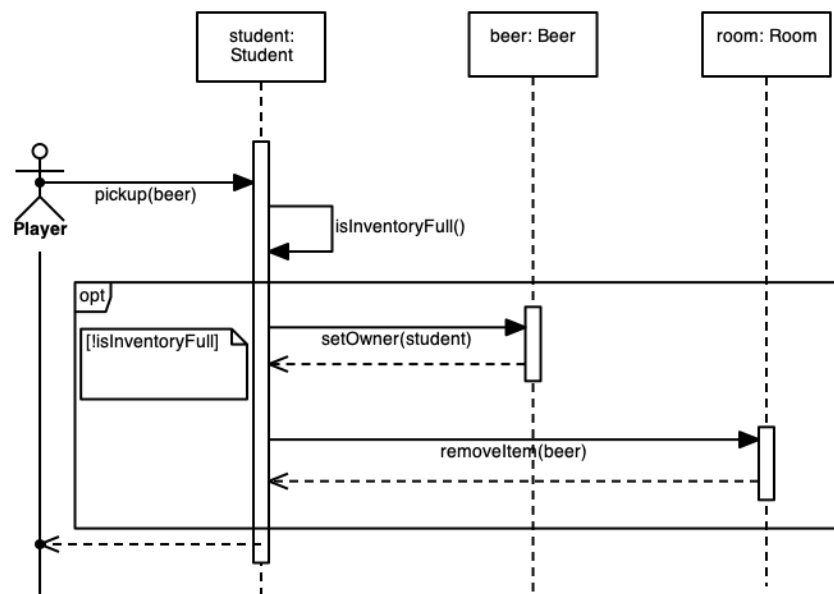 student:
Student
beer: Beer
room: Room
pickup(beer)
Player
isInventoryFull()
opt
[!isInventoryFull]
setOwner(student)
removeItem(beer)